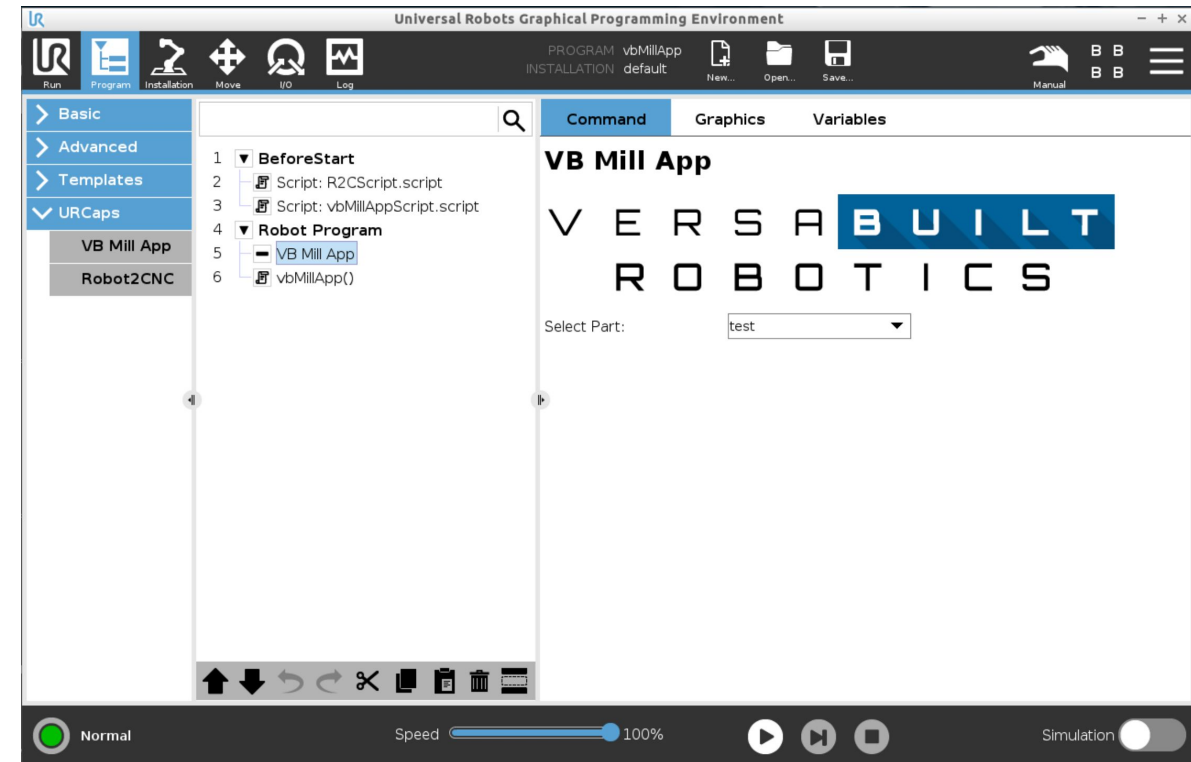 Universal Robots Graphical Programming Environment
Run
Program
Installation
Move
I/O
Log
PROGRAM vbMillApp
INSTALLATION default
New...
Open...
Save...
Manual
B B
B B
Basic
Advanced
Templates
URCaps
VB Mill App
Robot2CNC
1 BeforeStart
2 Script: R2CScript.script
3 Script: vbMillAppScript.script
4 Robot Program
5 VB Mill App
6 vbMillApp()
Command Graphics Variables
VB Mill App
VERSABUILT
ROBOTICS
Select Part: test
Normal
Speed 100%
Simulation